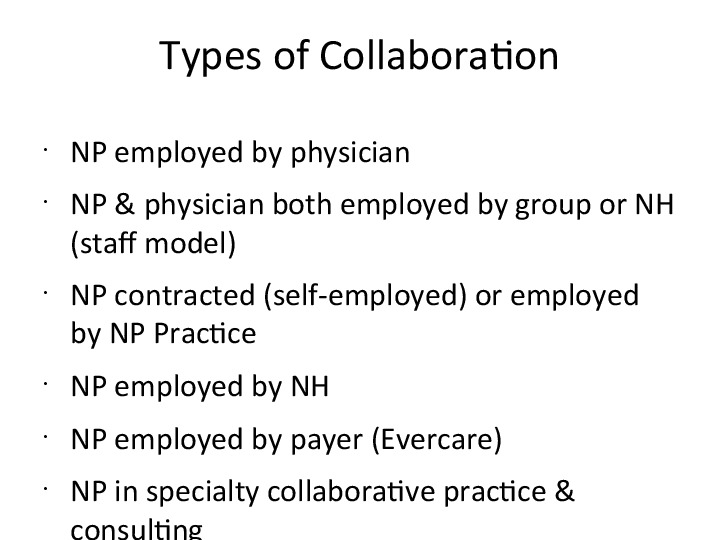 Types of Collaboration
· NP employed by physician
· NP & physician both employed by group or NH
(staff model)
· NP contracted (self-employed) or employed
by NP Practice
· NP employed by NH
· NP employed by payer (Evercare)
· NP in specialty collaborative practice &
consulting